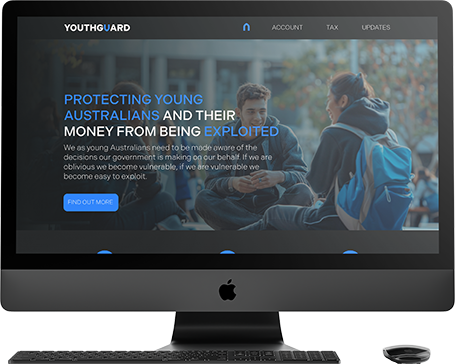 YOUTHGUARD
ACCOUNT TAX UPDATES
PROTECTING YOUNG
AUSTRALIANS AND THEIR
MONEY FROM BEING EXPLOITED
We as young Australians need to be made aware of the
decisions our government is making on our behalf. If we are
oblivious we become vulnerable, if we are vulnerable we
become easy to exploit.
FIND OUT MORE